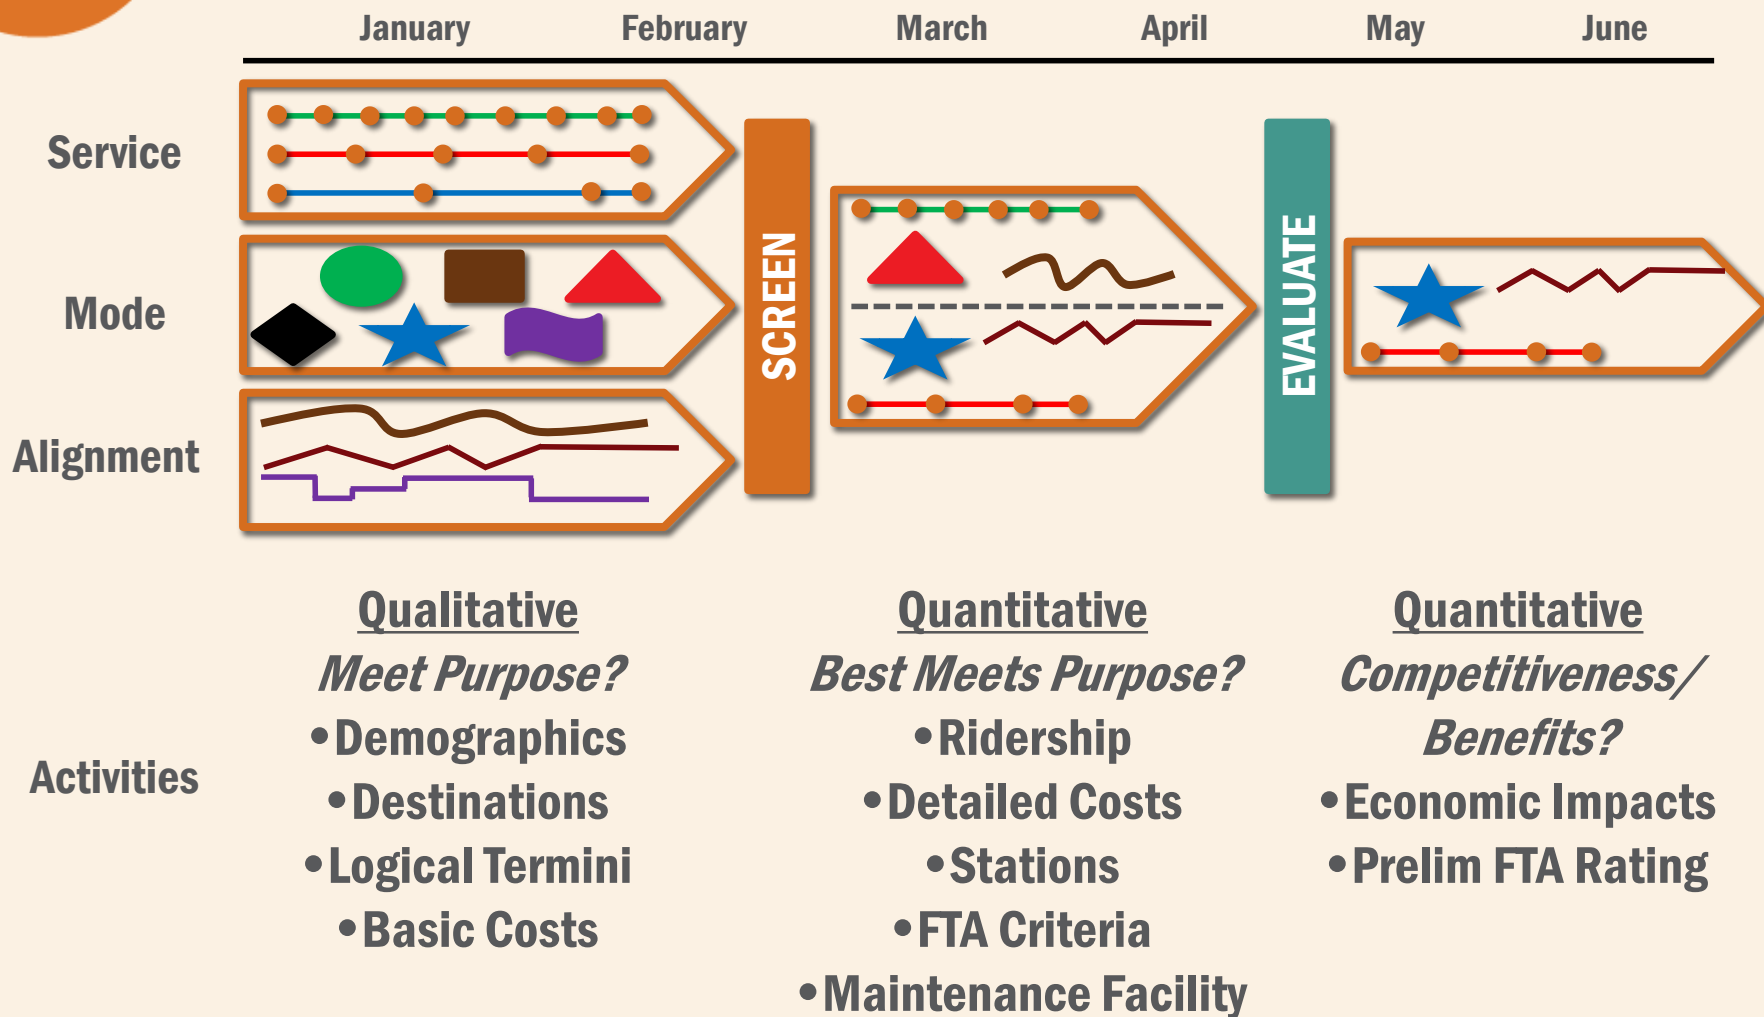 January February March April May June
Service
SCREEN
EVALUATE
Mode
Alignment
Activities
Qualitative
Meet Purpose?
•Demographics
•Destinations
•Logical Termini
•Basic Costs
Quantitative
Best Meets Purpose?
•Ridership
•Detailed Costs
•Stations
•FTA Criteria
•Maintenance Facility
Quantitative
Competitiveness/
Benefits?
•Economic Impacts
•Prelim FTA Rating